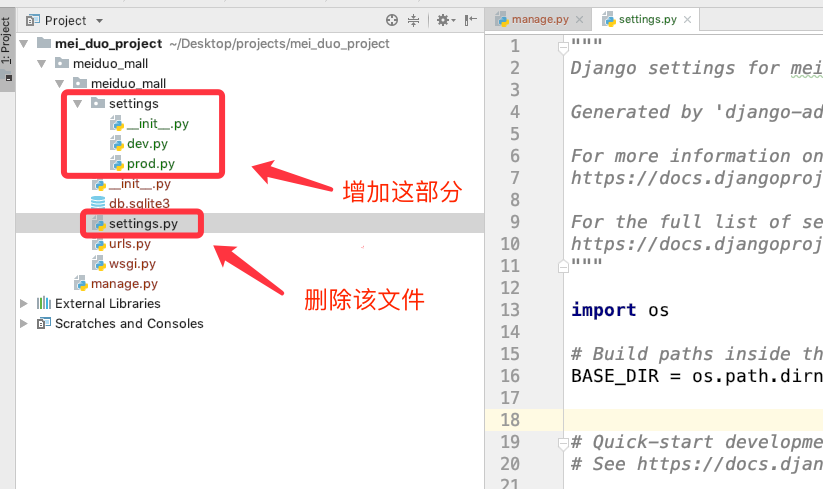 Project
manage.py
settings.py
1: Project
mei_duo_project ~/Desktop/projects/mei_duo_project
meiduo_mall
meiduo_mall
settings
__init__.py
dev.py
prod.py
__init__.py
db.sqlite3
settings.py
urls.py
wsgi.py
manage.py
External Libraries
Scratches and Consoles
增加这部分
删除该文件
1 """
2 Django settings for mei
3
4 Generated by 'django-ad
5
6 For more information on
7 https://docs.djangoproj
8
9 For the full list of se
10 https://docs.djangoproj
11 """
12
13 import os
14
15 # Build paths inside th
16 BASE_DIR = os.path.dirn
17
18
19 # Quick-start developme
20 # See https://docs.djan
21